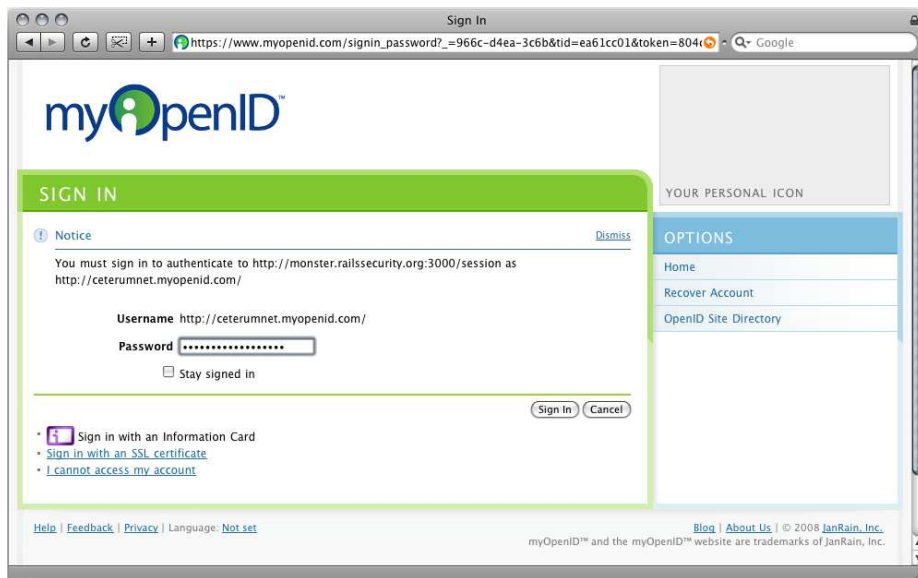 Sign In
https://www.myopenid.com/signin_password?_=966c-d4ea-3c6b&tid=ea61cc01&token=804
Google
myOpenID™
SIGN IN
YOUR PERSONAL ICON
Notice
Dismiss
You must sign in to authenticate to http://monster.railssecurity.org:3000/session as
http://ceterumnet.myopenid.com/
Username http://ceterumnet.myopenid.com/
Password
Stay signed in
Sign In Cancel
Sign in with an Information Card
Sign in with an SSL certificate
I cannot access my account
OPTIONS
Home
Recover Account
OpenID Site Directory
Help | Feedback | Privacy | Language: Not set
Blog | About Us | © 2008 JanRain, Inc.
myOpenID™ and the myOpenID™ website are trademarks of JanRain, Inc.